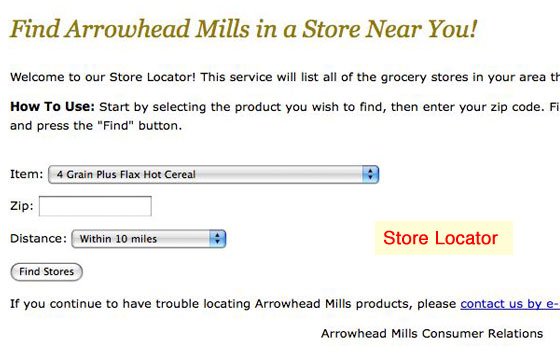 Find Arrowhead Mills in a Store Near You!
Welcome to our Store Locator! This service will list all of the grocery stores in your area
How To Use: Start by selecting the product you wish to find, then enter your zip code.
and press the "Find" button.
Item: 4 Grain Plus Flax Hot Cereal
Zip:
Distance: Within 10 miles
Store Locator
Find Stores
If you continue to have trouble locating Arrowhead Mills products, please contact us by e-
Arrowhead Mills Consumer Relations